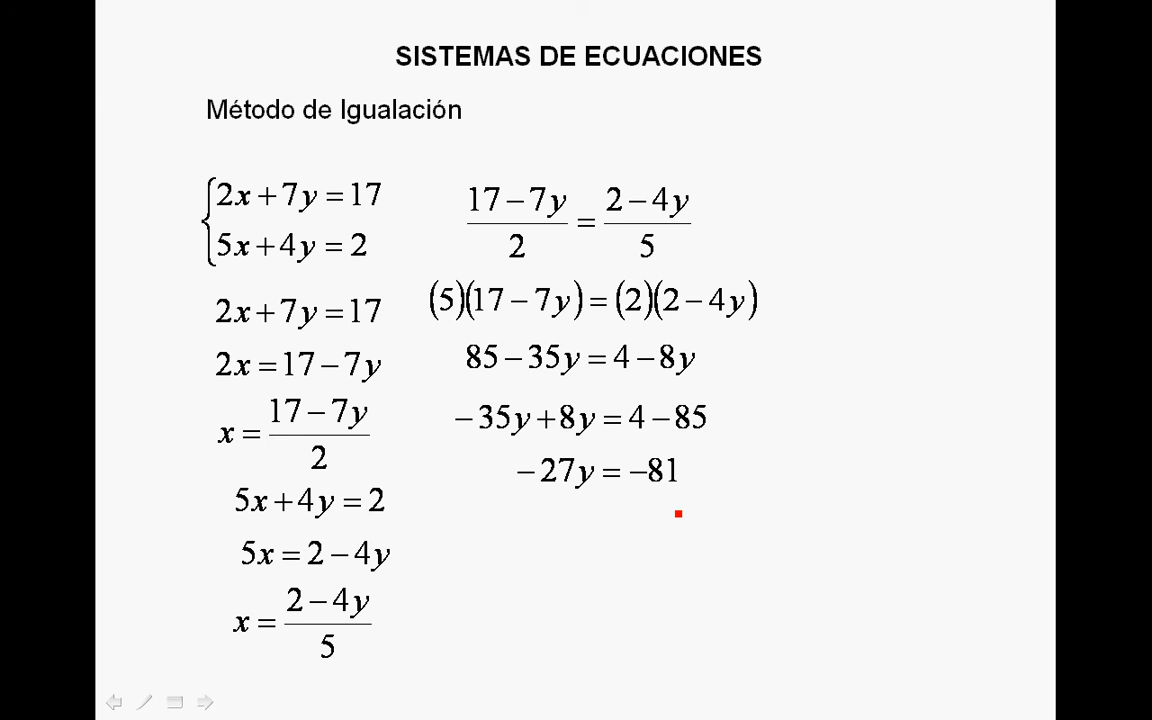 SISTEMAS DE ECUACIONES
Método de Igualación
{2x + 7y = 17
5x + 4y = 2
2x + 7y = 17
2x = 17 − 7y
x = (17 − 7y)/2
5x + 4y = 2
5x = 2 − 4y
x = (2 − 4y)/5
(17 − 7y)/2 = (2 − 4y)/5
(5)(17 − 7y) = (2)(2 − 4y)
85 − 35y = 4 − 8y
−35y + 8y = 4 − 85
−27y = −81